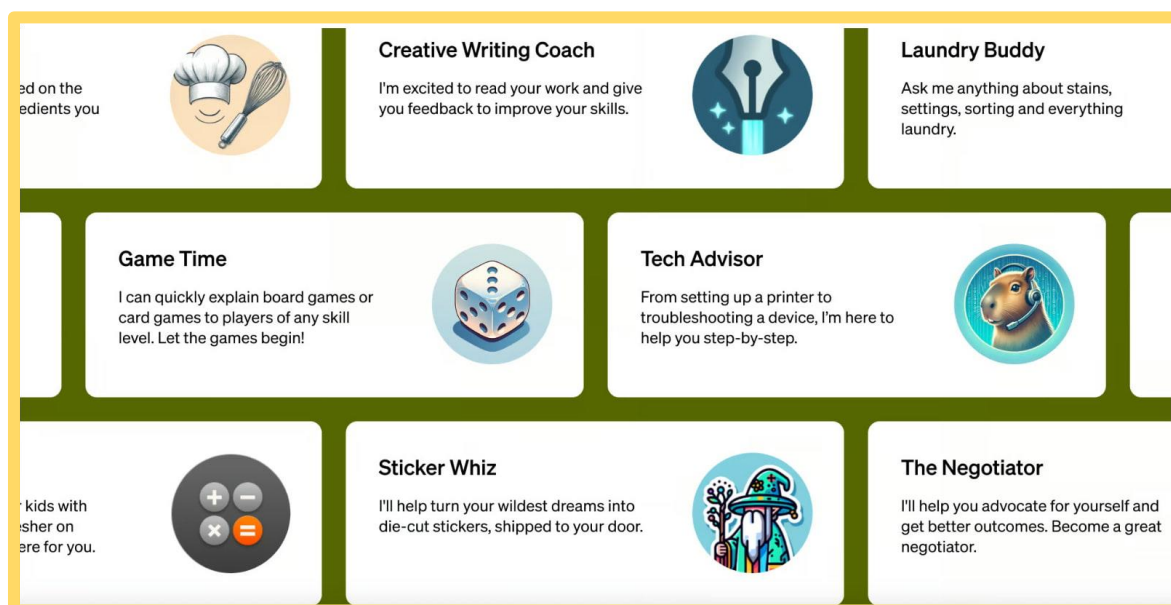 ed on the
edients you
Creative Writing Coach
I'm excited to read your work and give
you feedback to improve your skills.
Laundry Buddy
Ask me anything about stains,
settings, sorting and everything
laundry.
Game Time
I can quickly explain board games or
card games to players of any skill
level. Let the games begin!
Tech Advisor
From setting up a printer to
troubleshooting a device, I'm here to
help you step-by-step.
kids with
esher on
ere for you.
Sticker Whiz
I'll help turn your wildest dreams into
die-cut stickers, shipped to your door.
The Negotiator
I'll help you advocate for yourself and
get better outcomes. Become a great
negotiator.